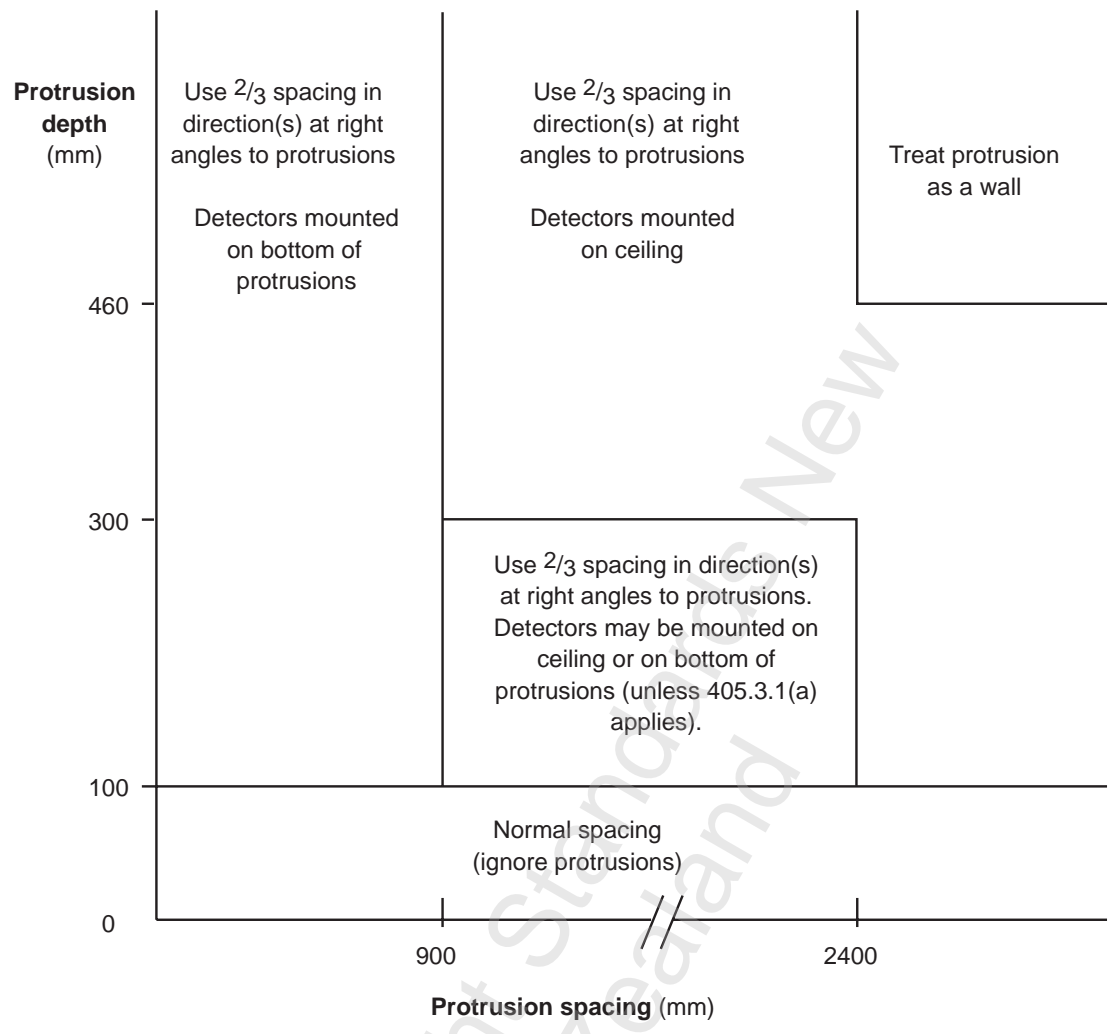 Protrusion
depth
(mm)
Use 2/3 spacing in
direction(s) at right
angles to protrusions
Detectors mounted
on bottom of
protrusions
Use 2/3 spacing in
direction(s) at right
angles to protrusions
Detectors mounted
on ceiling
Treat protrusion
as a wall
460
300
Use 2/3 spacing in direction(s)
at right angles to protrusions.
Detectors may be mounted on
ceiling or on bottom of
protrusions (unless 405.3.1(a)
applies).
100
Normal spacing
(ignore protrusions)
0
900
2400
Protrusion spacing (mm)
Standards New